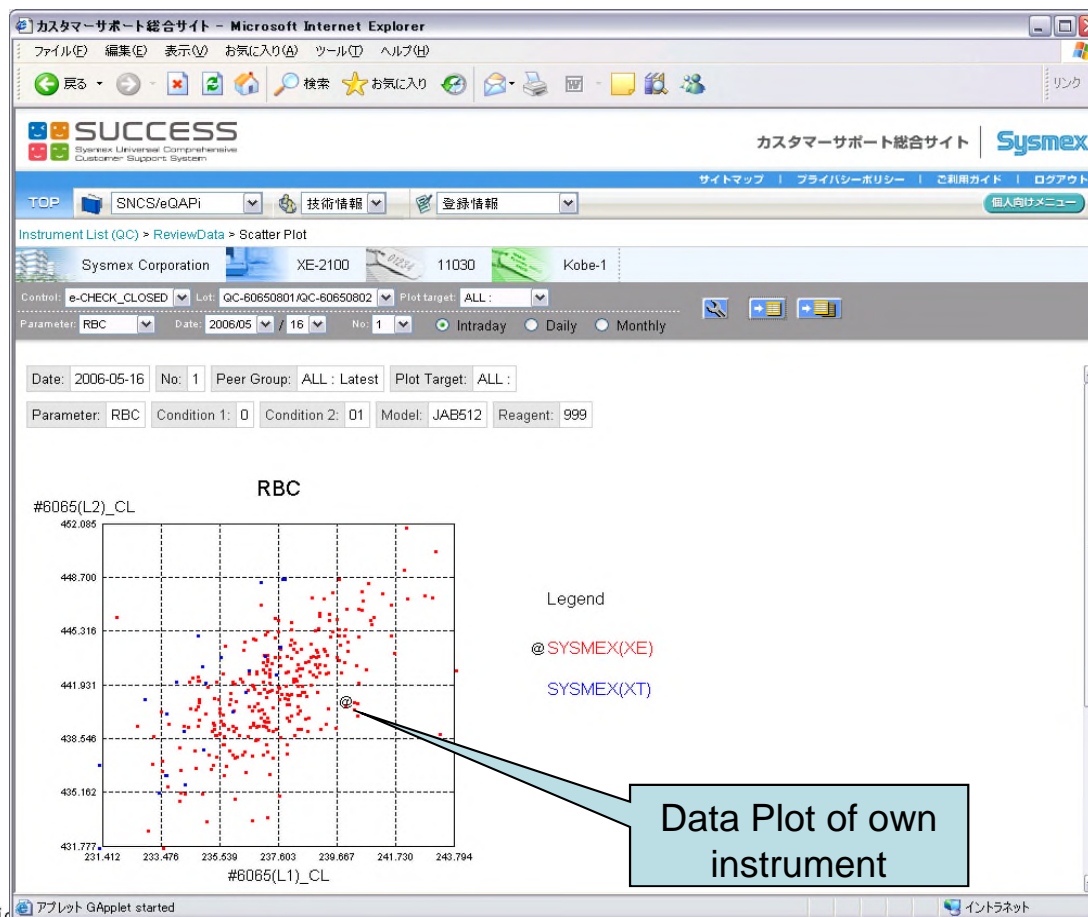 カスタマーサポート総合サイト - Microsoft Internet Explorer
ファイル(F) 編集(E) 表示(V) お気に入り(A) ツール(T) ヘルプ(H)
戻る 検索 お気に入り リンク
SUCCESS
Sysmex Universal Comprehensive
Customer Support System
カスタマーサポート総合サイト Sysmex
サイトマップ | プライバシーポリシー | ご利用ガイド | ログアウト
TOP SNCS/eQAPi 技術情報 登録情報 個人向けメニュー
Instrument List (QC) > ReviewData > Scatter Plot
Sysmex Corporation XE-2100 01234 11030 Kobe-1
Control: e-CHECK_CLOSED Lot: QC-60650801/QC-60650802 Plot target: ALL :
Parameter: RBC Date: 2006/05 / 16 No: 1 Intraday Daily Monthly
Date: 2006-05-16 No: 1 Peer Group: ALL : Latest Plot Target: ALL :
Parameter: RBC Condition 1: 0 Condition 2: 01 Model: JAB512 Reagent: 999
RBC
#6065(L2)_CL
452.085
448.700
445.316
441.931
438.546
435.162
431.777
231.412 233.476 235.539 237.603 239.667 241.730 243.794
#6065(L1)_CL
@
Legend
@ SYSMEX(XE)
SYSMEX(XT)
Data Plot of own
instrument
アプレット GApplet started イントラネット